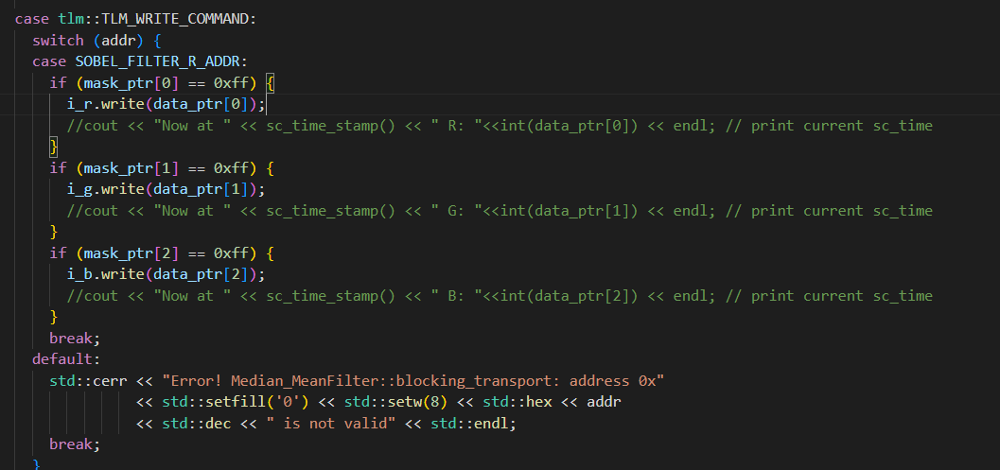 case tlm::TLM_WRITE_COMMAND:
switch (addr) {
case SOBEL_FILTER_R_ADDR:
if (mask_ptr[0] == 0xff) {
i_r.write(data_ptr[0]);
//cout << "Now at " << sc_time_stamp() << " R: "<<int(data_ptr[0]) << endl; // print current sc_time
}
if (mask_ptr[1] == 0xff) {
i_g.write(data_ptr[1]);
//cout << "Now at " << sc_time_stamp() << " G: "<<int(data_ptr[1]) << endl; // print current sc_time
}
if (mask_ptr[2] == 0xff) {
i_b.write(data_ptr[2]);
//cout << "Now at " << sc_time_stamp() << " B: "<<int(data_ptr[2]) << endl; // print current sc_time
}
break;
default:
std::cerr << "Error! Median_MeanFilter::blocking_transport: address 0x"
<< std::setfill('0') << std::setw(8) << std::hex << addr
<< std::dec << " is not valid" << std::endl;
break;
}